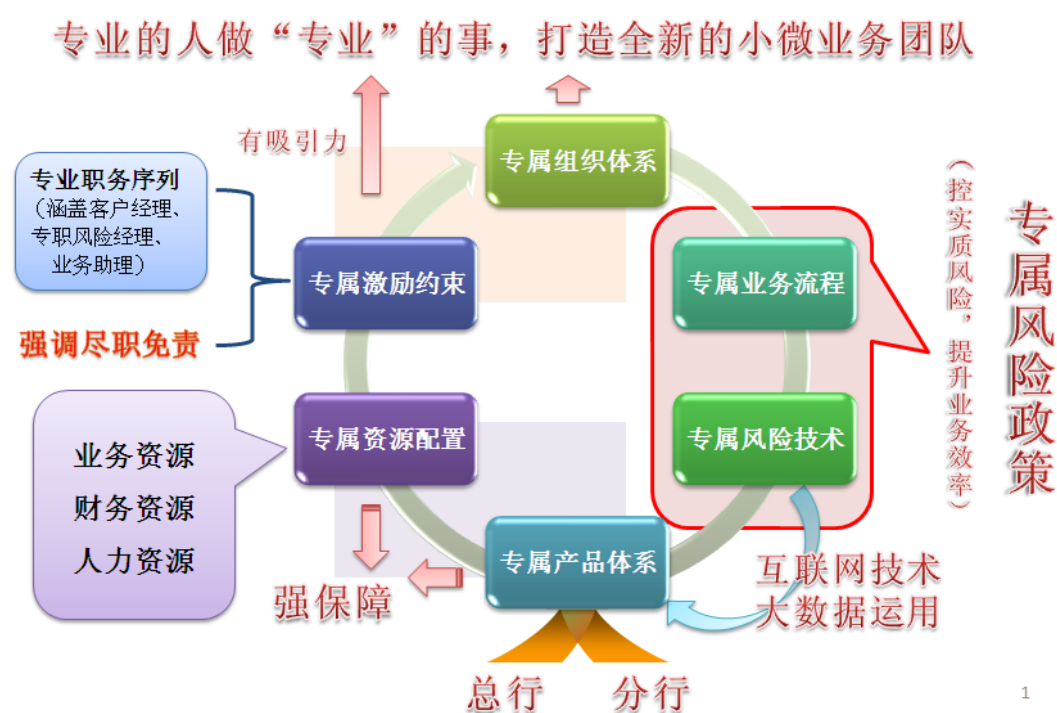 专业的人做“专业”的事，打造全新的小微业务团队
有吸引力
专属组织体系
专业职务序列
（涵盖客户经理、
专职风险经理、
业务助理）
强调尽职免责
专属激励约束
专属业务流程
专属资源配置
专属风险技术
业务资源
财务资源
人力资源
专属产品体系
强保障
互联网技术
大数据运用
总行
分行
（控实质风险，提升业务效率）
专属风险政策
1